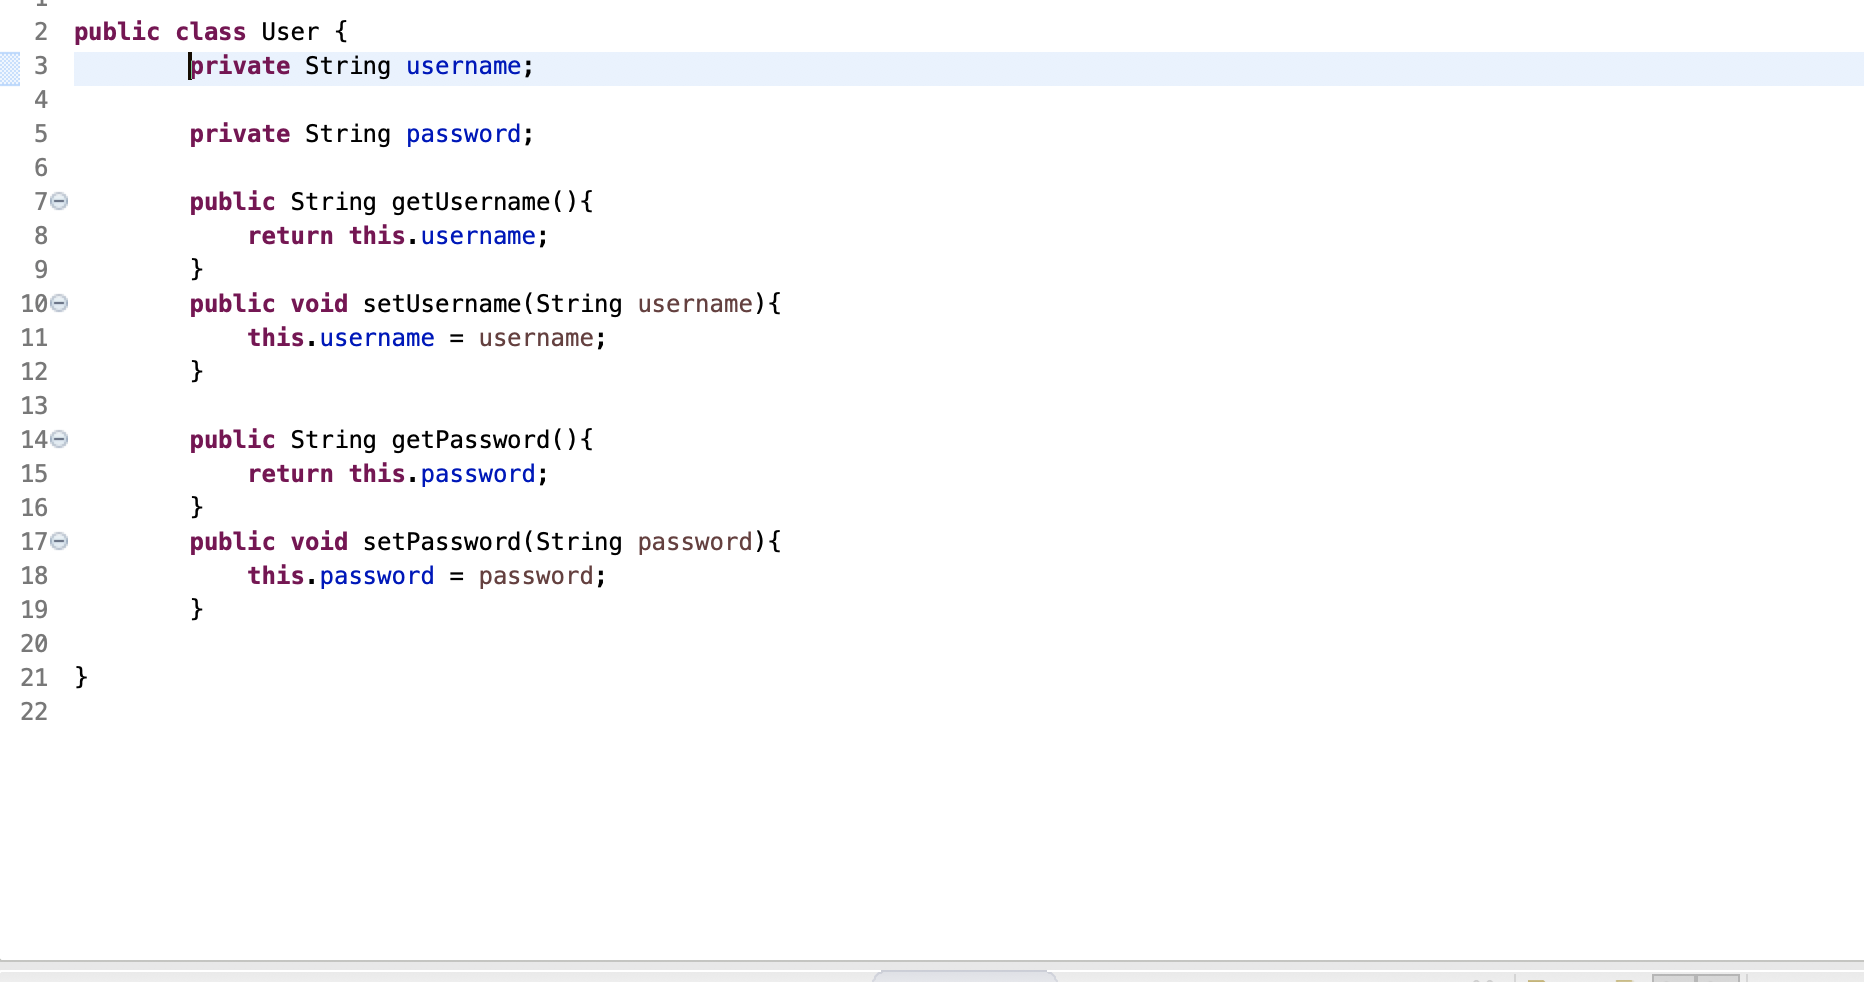 1
2 public class User {
3 private String username;
4
5 private String password;
6
7 public String getUsername(){
8 return this.username;
9 }
10 public void setUsername(String username){
11 this.username = username;
12 }
13
14 public String getPassword(){
15 return this.password;
16 }
17 public void setPassword(String password){
18 this.password = password;
19 }
20
21 }
22